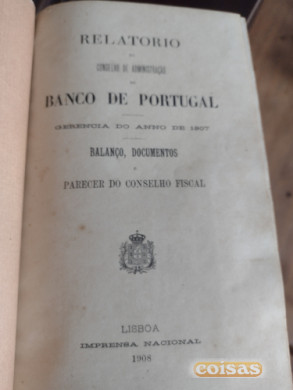 RELATORIO
DO
CONSELHO DE ADMINISTRAÇÃO
DO
BANCO DE PORTUGAL
GERENCIA DO ANNO DE 1907
BALANÇO, DOCUMENTOS
E
PARECER DO CONSELHO FISCAL
LISBOA
IMPRENSA NACIONAL
1908
coisas